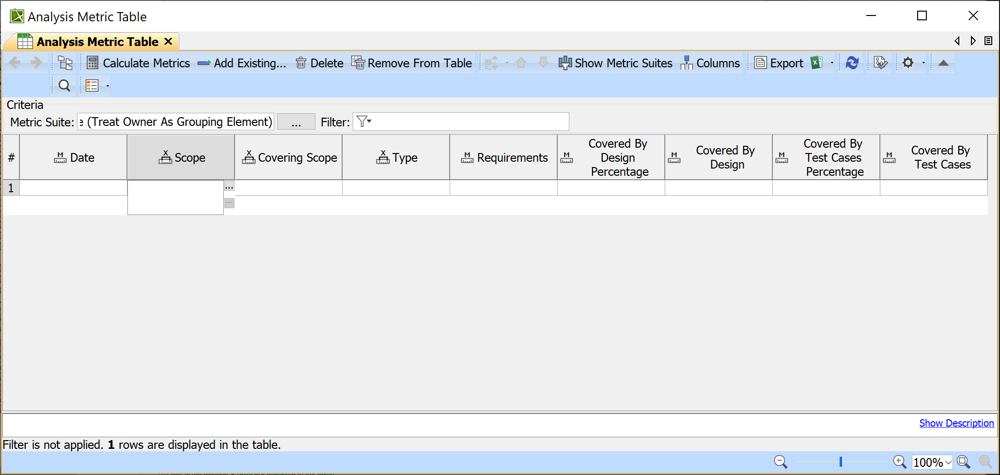 Analysis Metric Table
Analysis Metric Table
Calculate Metrics Add Existing... Delete Remove From Table Show Metric Suites Columns Export
Criteria
Metric Suite: (Treat Owner As Grouping Element) ... Filter:
# Date Scope Covering Scope Type Requirements Covered By Design Percentage Covered By Design Covered By Test Cases Percentage Covered By Test Cases
1 ...
Show Description
Filter is not applied. 1 rows are displayed in the table.
100%